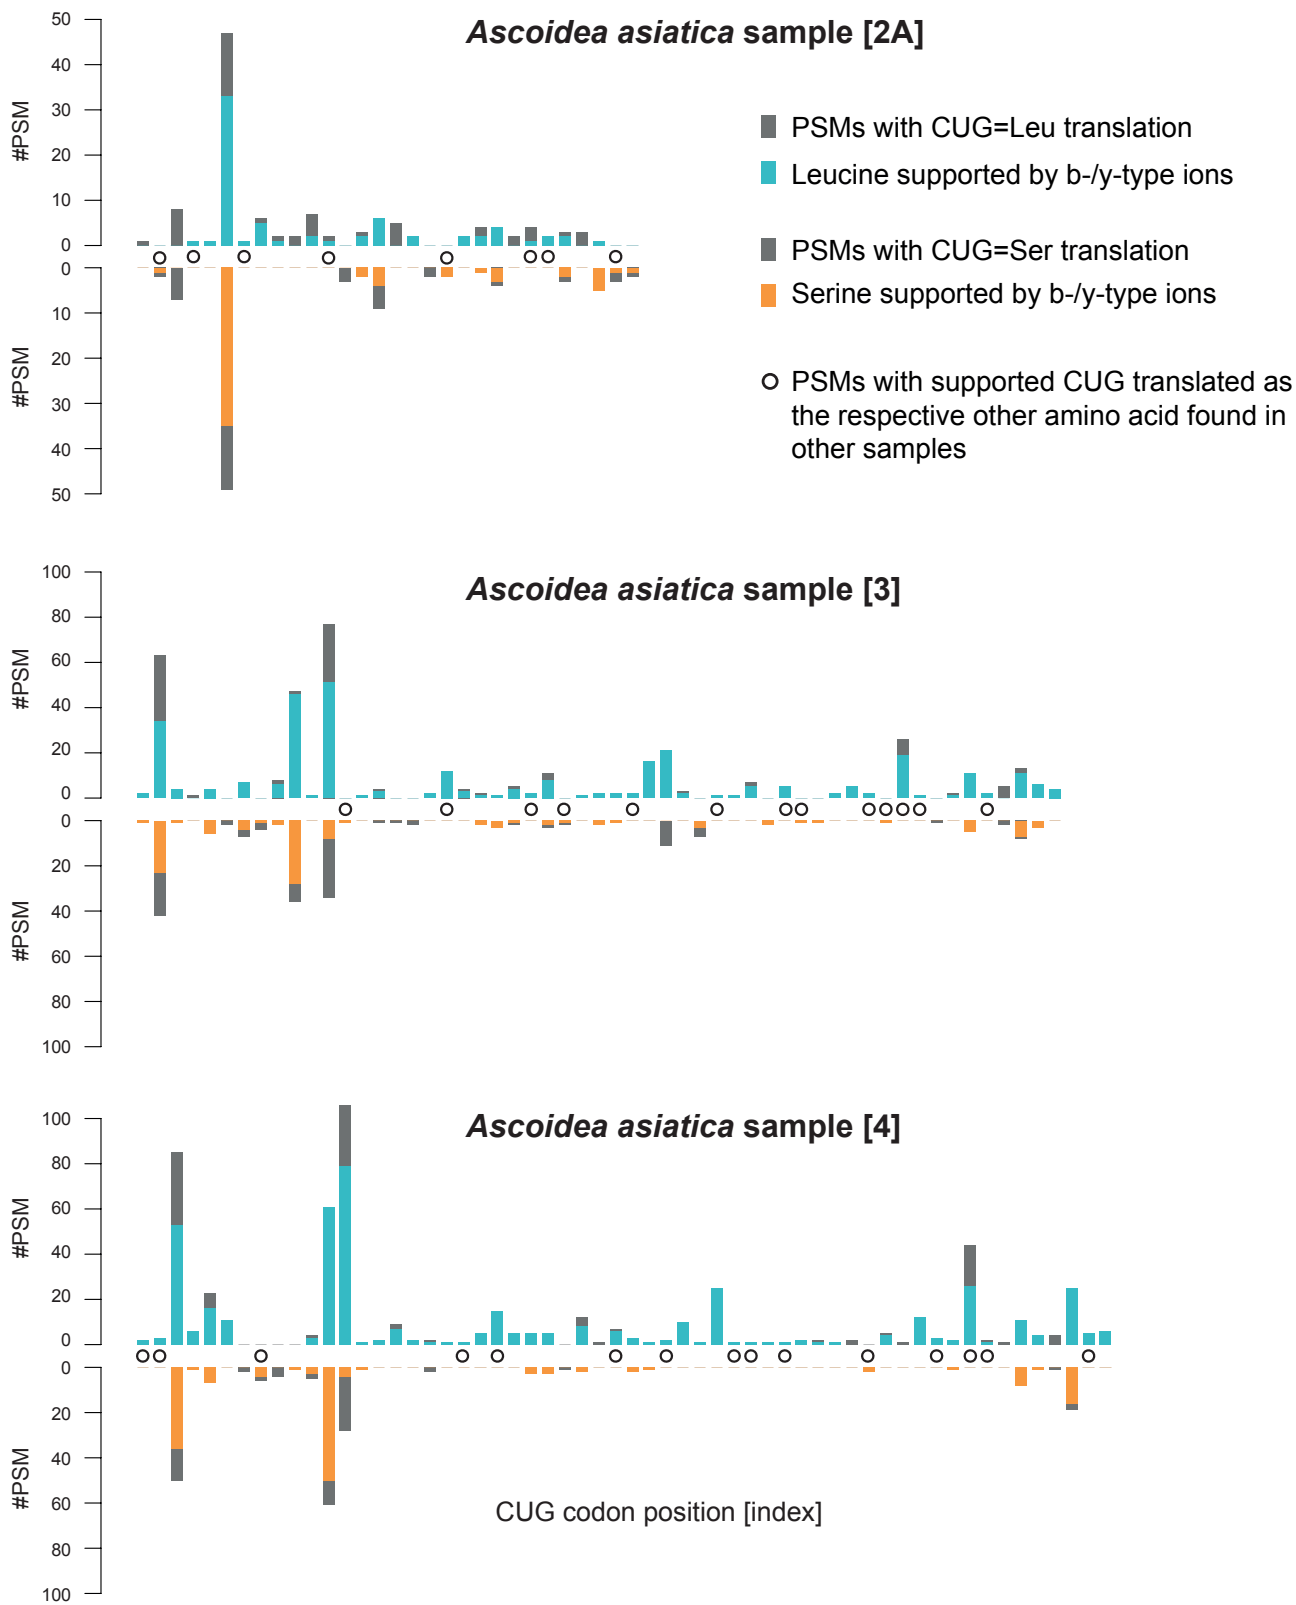 Ascoidea asiatica sample [2A]
50
40
30
20
10
0
#PSM
0
10
20
30
40
50
#PSM
PSMs with CUG=Leu translation
Leucine supported by b-/y-type ions
PSMs with CUG=Ser translation
Serine supported by b-/y-type ions
PSMs with supported CUG translated as
the respective other amino acid found in
other samples
Ascoidea asiatica sample [3]
100
80
60
40
20
0
#PSM
0
20
40
60
80
100
#PSM
Ascoidea asiatica sample [4]
100
80
60
40
20
0
#PSM
0
20
40
60
80
100
#PSM
CUG codon position [index]